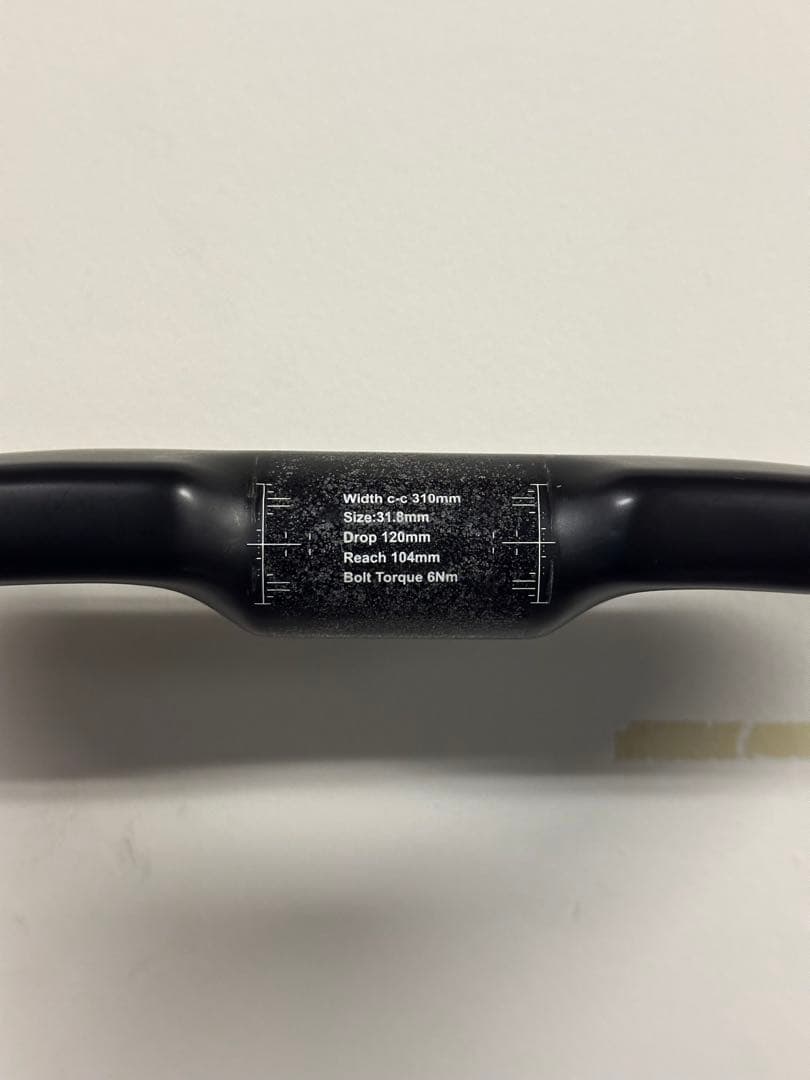 Width c-c 310mm
Size:31.8mm
Drop 120mm
Reach 104mm
Bolt Torque 6Nm